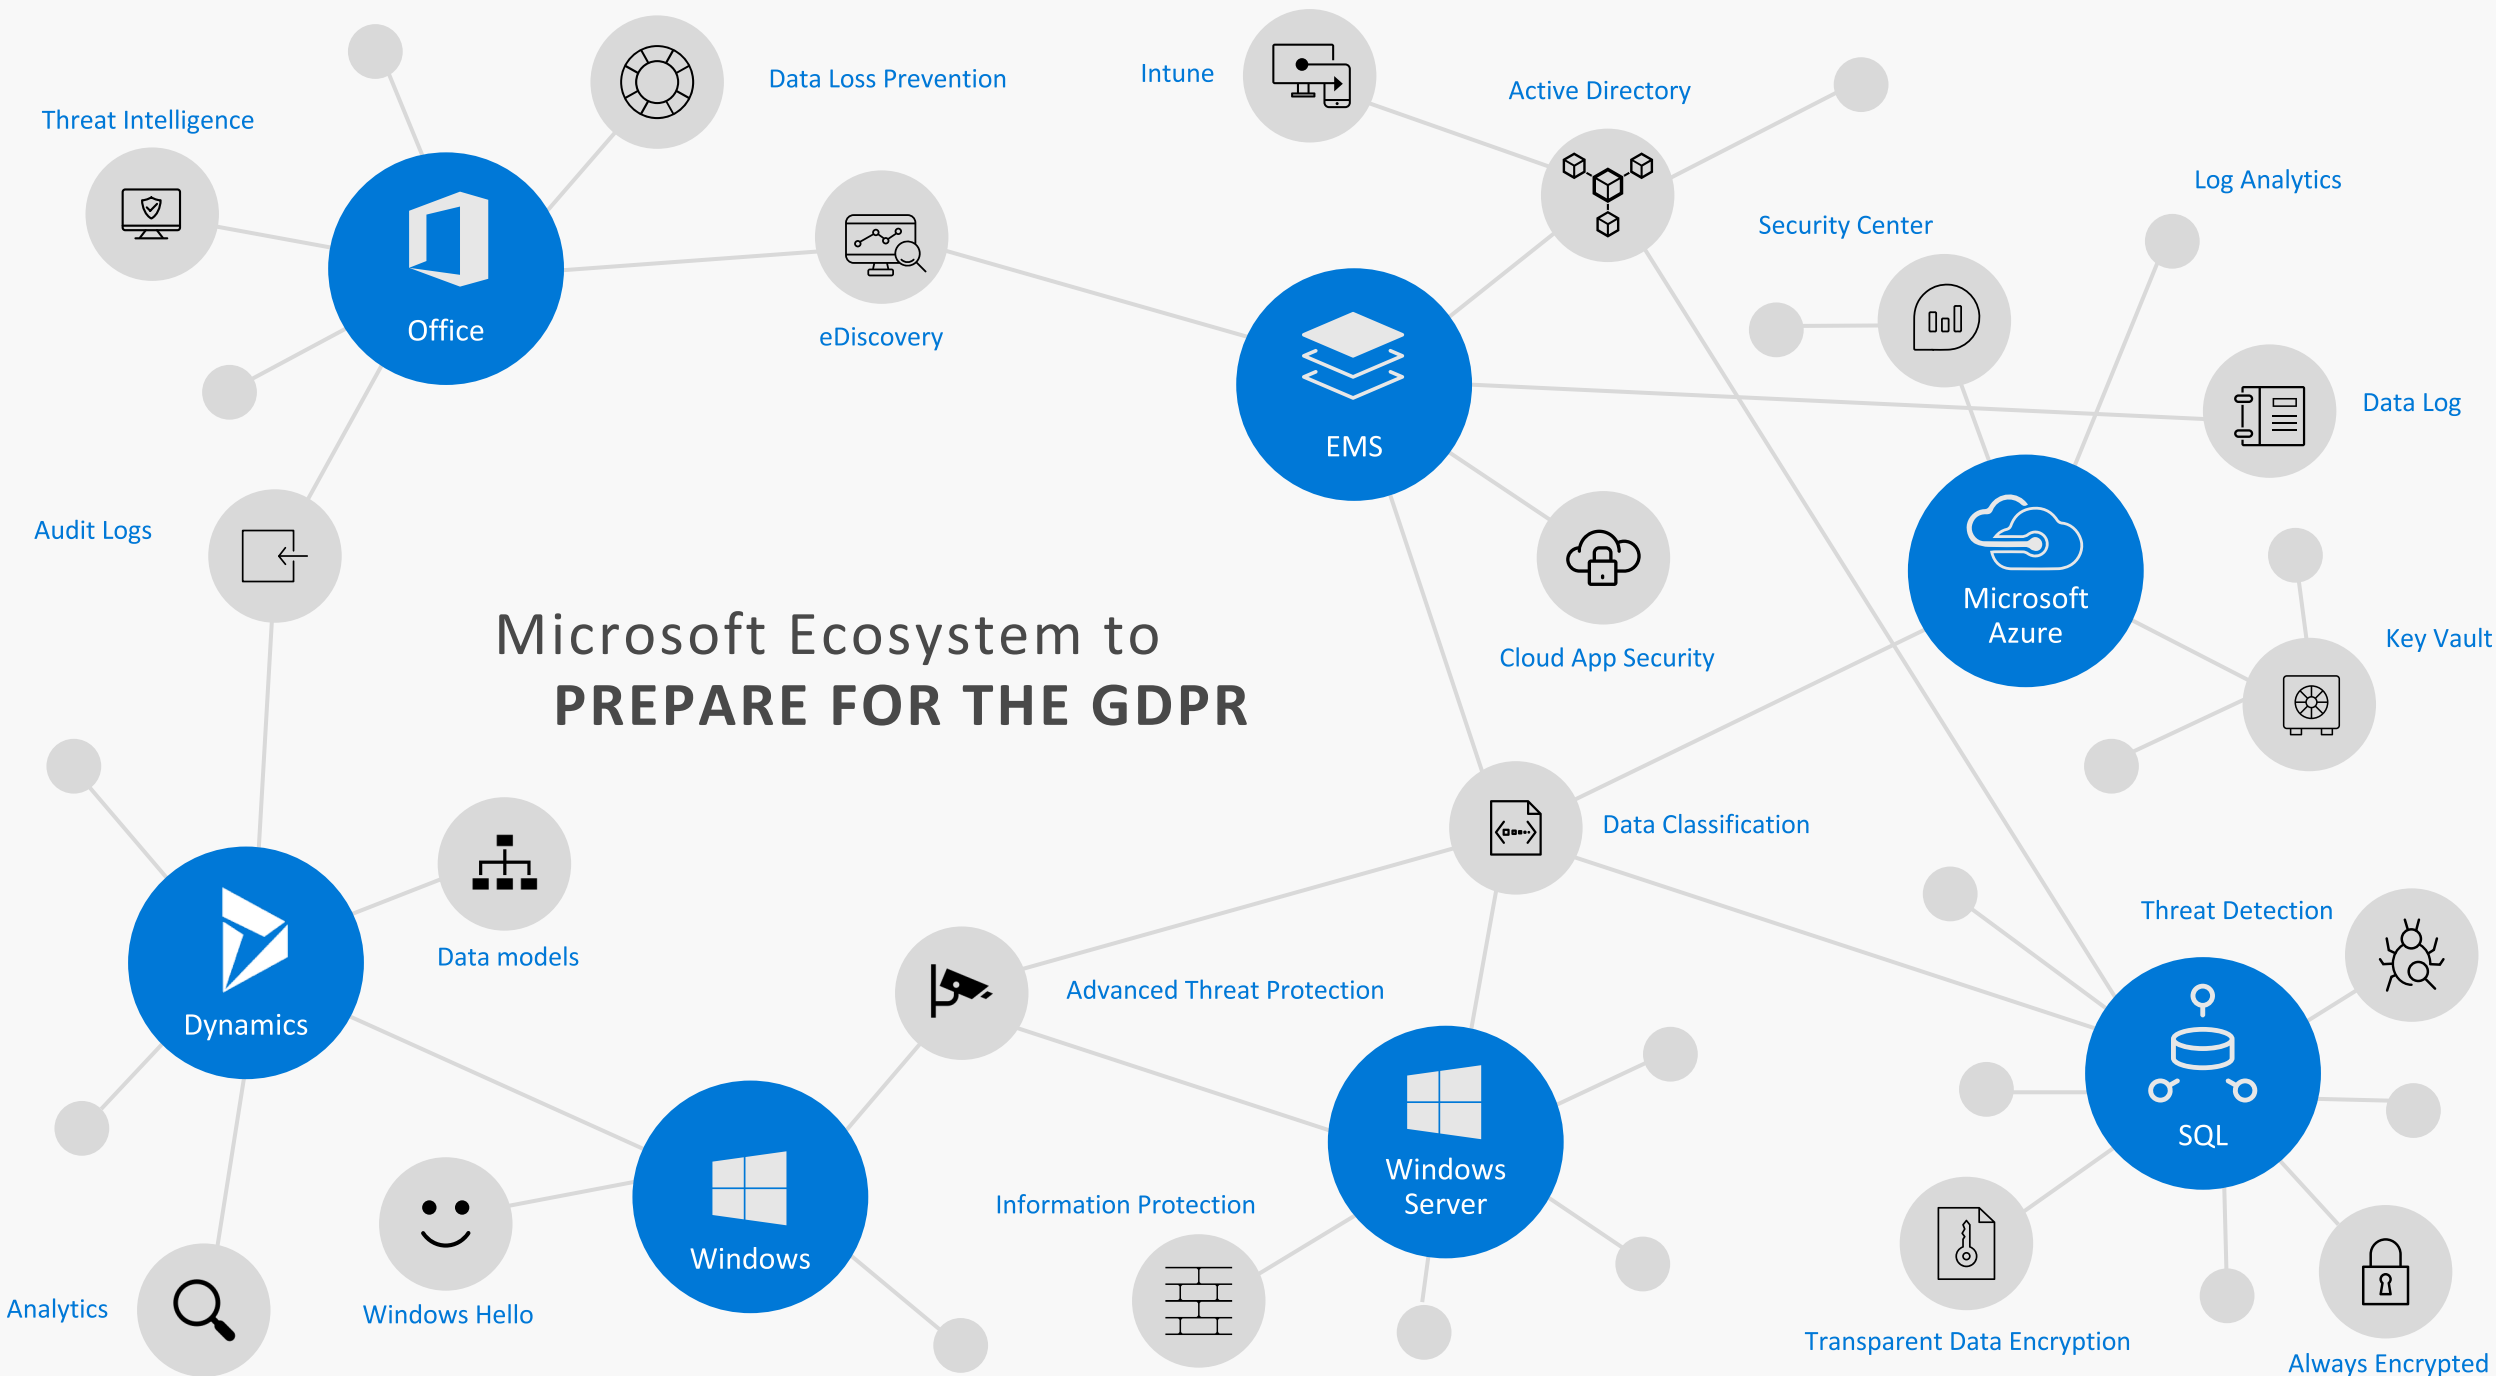 Intune
Data Loss Prevention
Active Directory
Threat Intelligence
Log Analytics
Security Center
Office
eDiscovery
Data Log
EMS
Audit Logs
Microsoft
Azure
Microsoft Ecosystem to
PREPARE FOR THE GDPR
Cloud App Security
Key Vault
Data Classification
Threat Detection
Data models
Advanced Threat Protection
Dynamics
SQL
Windows
Server
Information Protection
Windows
Analytics
Windows Hello
Transparent Data Encryption
Always Encrypted